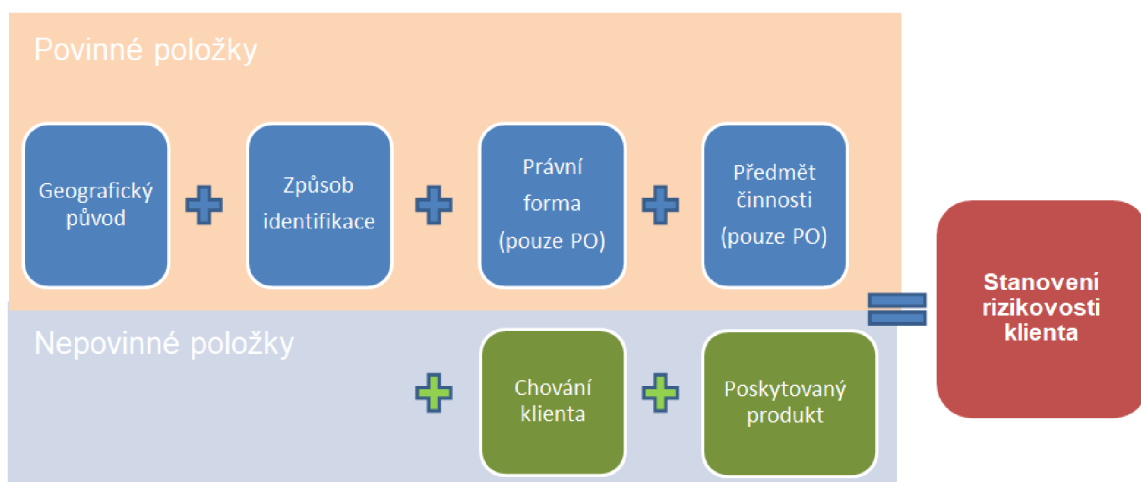 Povinné položky
Geografický
původ
Způsob
identifikace
Právní
forma
(pouze PO)
Předmět
činnosti
(pouze PO)
Stanovení
rizikovosti
klienta
Nepovinné položky
Chování
klienta
Poskytovaný
produkt